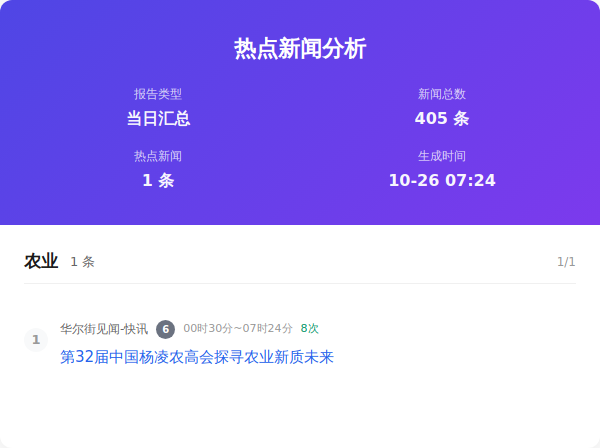 热点新闻分析
报告类型
当日汇总
新闻总数
405 条
热点新闻
1 条
生成时间
10-26 07:24
农业 1 条 1/1
1
华尔街见闻-快讯 6 00时30分~07时24分 8次
第32届中国杨凌农高会探寻农业新质未来